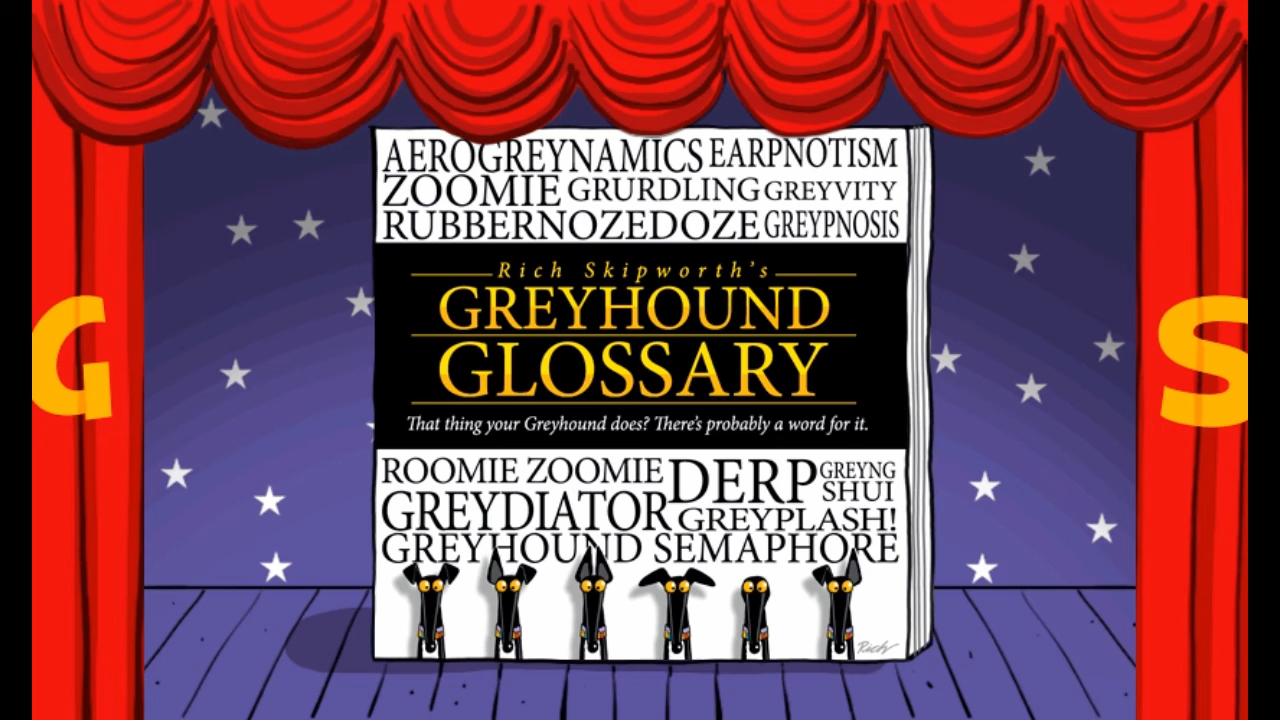 AEROGREYNAMICS EARPNOTISM
ZOOMIE GRURDLING GREYVITY
RUBBERNOZEDOZE GREYPNOSIS
Rich Skipworth's
GREYHOUND
GLOSSARY
That thing your Greyhound does? There's probably a word for it.
ROOMIE ZOOMIE DERP GREYNG SHUI
GREYDIATOR GREYPLASH!
GREYHOUND SEMAPHORE
Rich
G
S